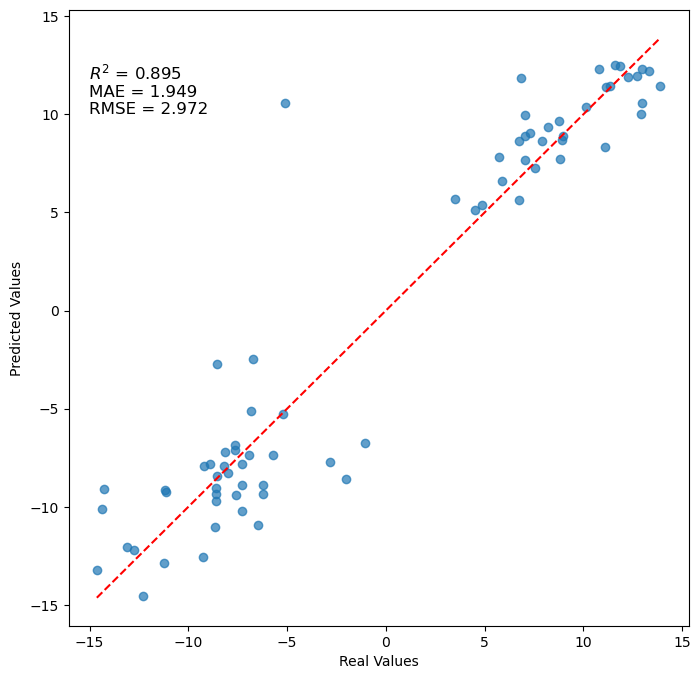 15
10
5
0
−5
−10
−15
Predicted Values
R² = 0.895
MAE = 1.949
RMSE = 2.972
−15 −10 −5 0 5 10 15
Real Values